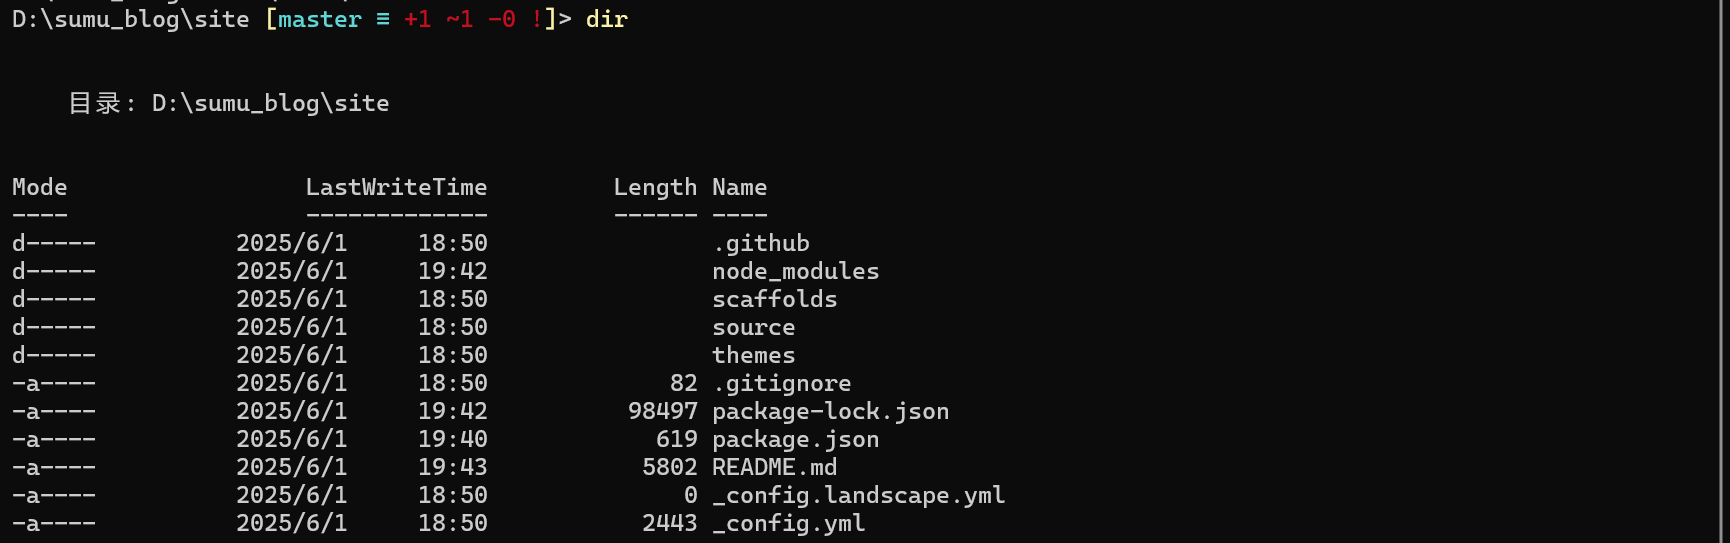 D:\sumu_blog\site [master ≡ +1 ~1 -0 !]> dir
目录: D:\sumu_blog\site
Mode                 LastWriteTime         Length Name
----                 -------------         ------ ----
d-----          2025/6/1     18:50                .github
d-----          2025/6/1     19:42                node_modules
d-----          2025/6/1     18:50                scaffolds
d-----          2025/6/1     18:50                source
d-----          2025/6/1     18:50                themes
-a----          2025/6/1     18:50             82 .gitignore
-a----          2025/6/1     19:42          98497 package-lock.json
-a----          2025/6/1     19:40            619 package.json
-a----          2025/6/1     19:43           5802 README.md
-a----          2025/6/1     18:50              0 _config.landscape.yml
-a----          2025/6/1     18:50           2443 _config.yml